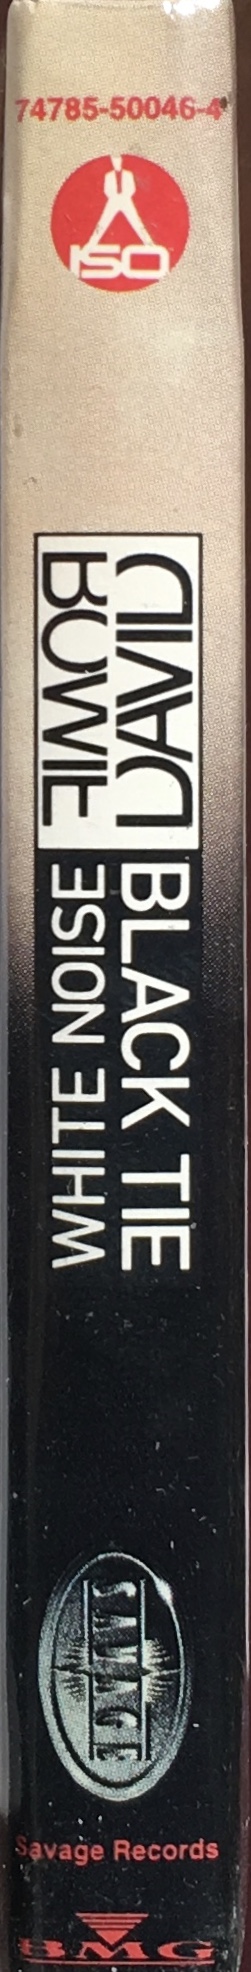 74785-50046-4
ISO
DAVID
BOWIE
BLACK TIE
WHITE NOISE
SAVAGE
Savage Records
BMG